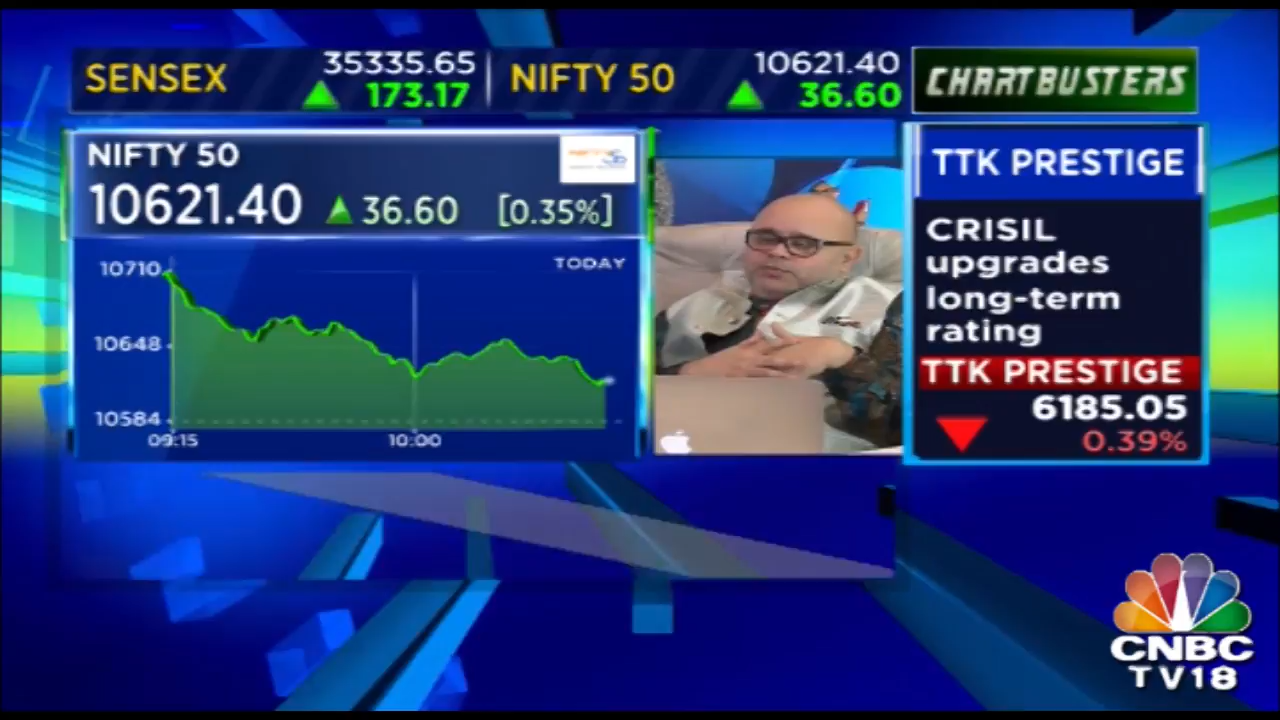 SENSEX
35335.65
173.17
NIFTY 50
10621.40
36.60
CHARTBUSTERS
NIFTY 50
10621.40 36.60 [0.35%]
TODAY
10710
10648
10584
09:15 10:00
TTK PRESTIGE
CRISIL
upgrades
long-term
rating
TTK PRESTIGE
6185.05
0.39%
CNBC
TV18